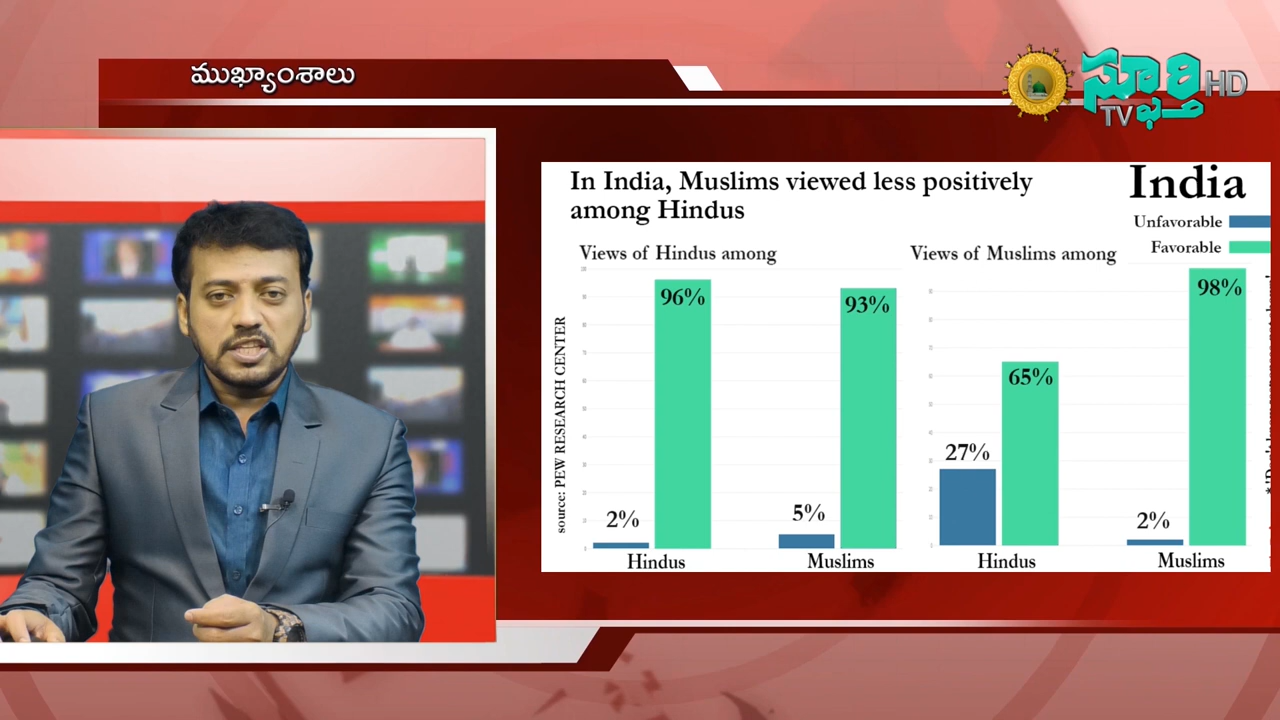 ముఖ్యాంశాలు
స్ఫూర్తి HD
TV
In India, Muslims viewed less positively
among Hindus
India
Unfavorable
Favorable
Views of Hindus among
Views of Muslims among
source: PEW RESEARCH CENTER
2%
96%
5%
93%
27%
65%
2%
98%
Hindus
Muslims
Hindus
Muslims